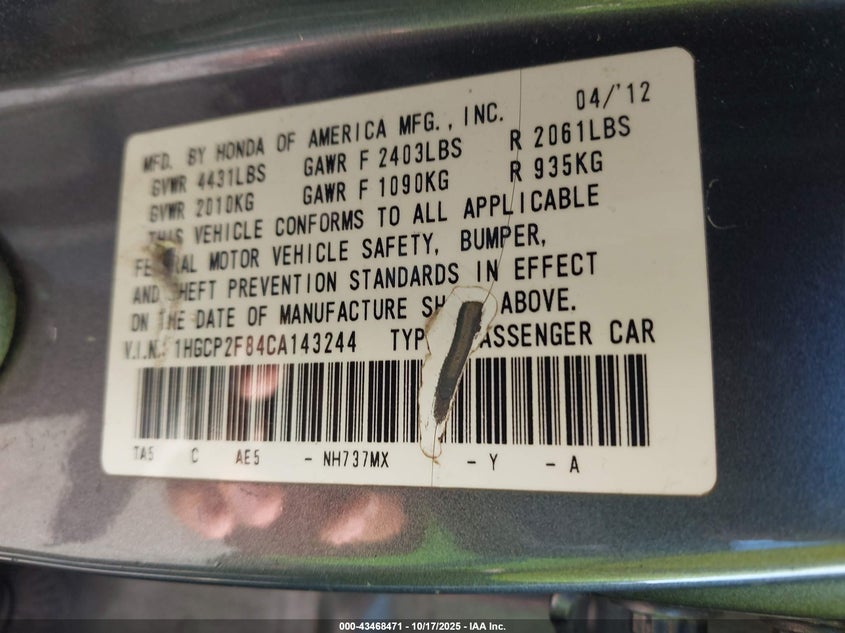 MFD. BY HONDA OF AMERICA MFG., INC. 04/'12
GVWR 4431LBS GAWR F 2403LBS R 2061LBS
GVWR 2010KG GAWR F 1090KG R 935KG
THIS VEHICLE CONFORMS TO ALL APPLICABLE
MOTOR VEHICLE SAFETY, BUMPER,
AND THEFT PREVENTION STANDARDS IN EFFECT
ON THE DATE OF MANUFACTURE ABOVE.
V.I.N.: 1HGCP2F84CA143244 PASSENGER CAR
TA5 C AE5 - NH737MX - Y - A
000-43468471 - 10/17/2025 - IAA Inc.